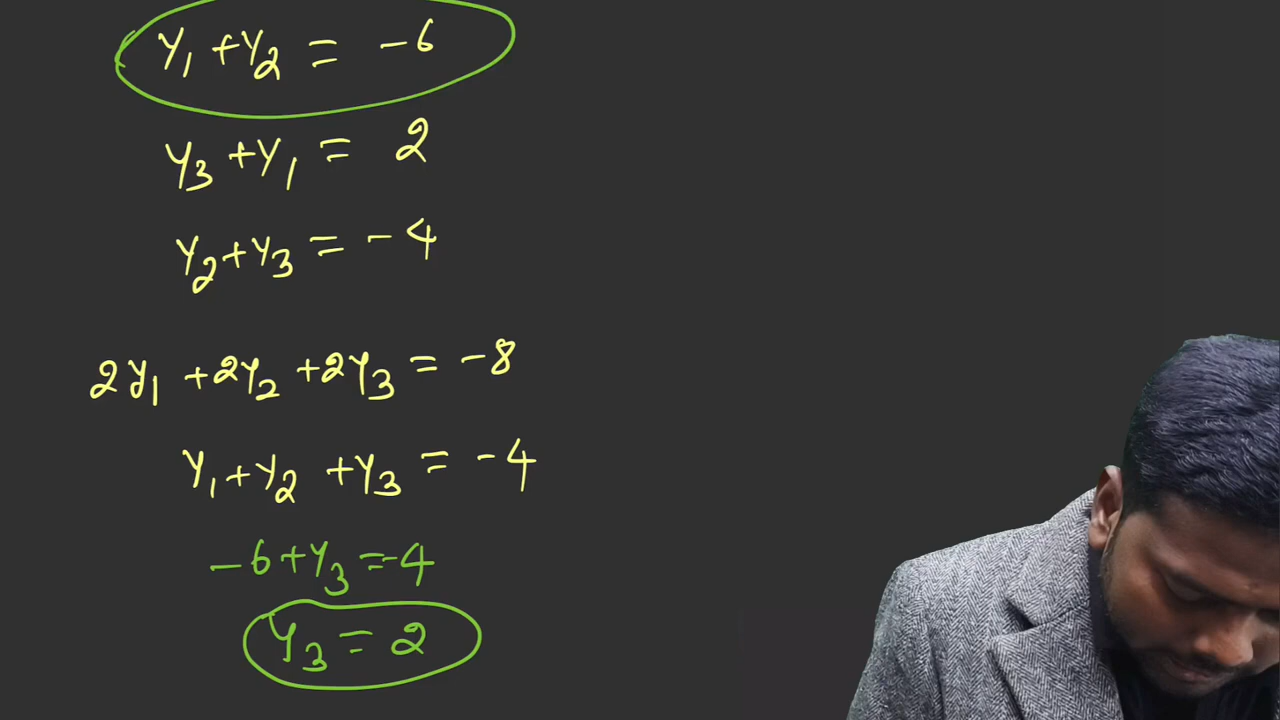 y₁ + y₂ = -6
y₃ + y₁ = 2
y₂ + y₃ = -4
2y₁ + 2y₂ + 2y₃ = -8
y₁ + y₂ + y₃ = -4
-6 + y₃ = -4
y₃ = 2